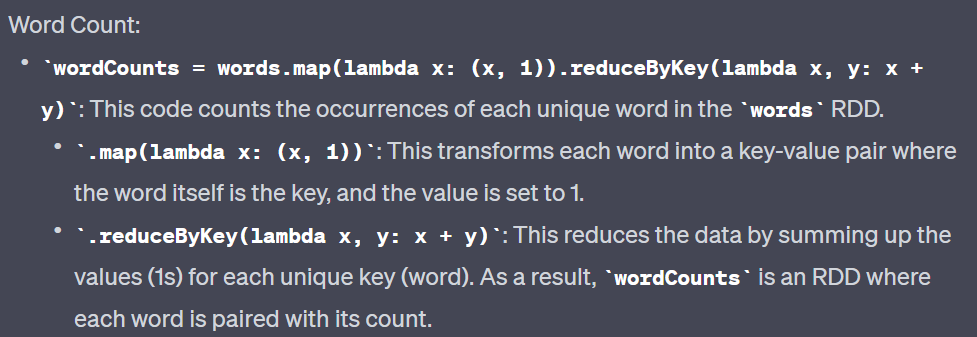 Word Count:
• `wordCounts = words.map(lambda x: (x, 1)).reduceByKey(lambda x, y: x +
y)`: This code counts the occurrences of each unique word in the `words` RDD.
• `.map(lambda x: (x, 1))`: This transforms each word into a key-value pair where
the word itself is the key, and the value is set to 1.
• `.reduceByKey(lambda x, y: x + y)`: This reduces the data by summing up the
values (1s) for each unique key (word). As a result, `wordCounts` is an RDD where
each word is paired with its count.